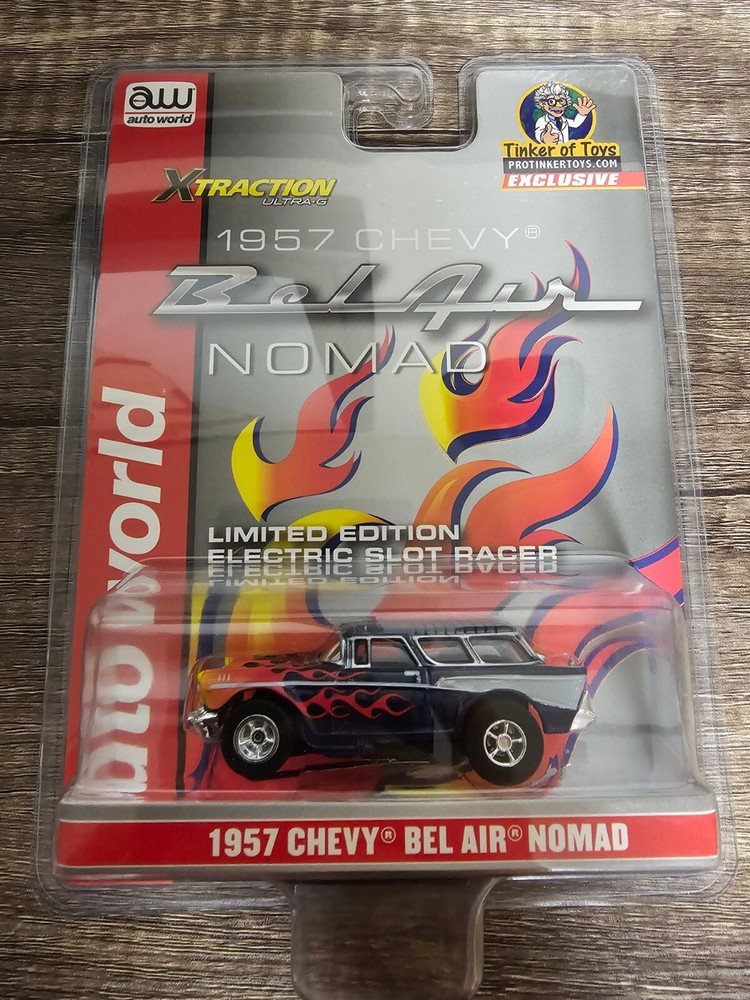 aw
auto world
Tinker of Toys
PROTINKERTOYS.COM
EXCLUSIVE
XTRACTION
ULTRA-G
1957 CHEVY®
Bel Air
NOMAD
auto world™
LIMITED EDITION
ELECTRIC SLOT RACER
1957 CHEVY® BEL AIR® NOMAD